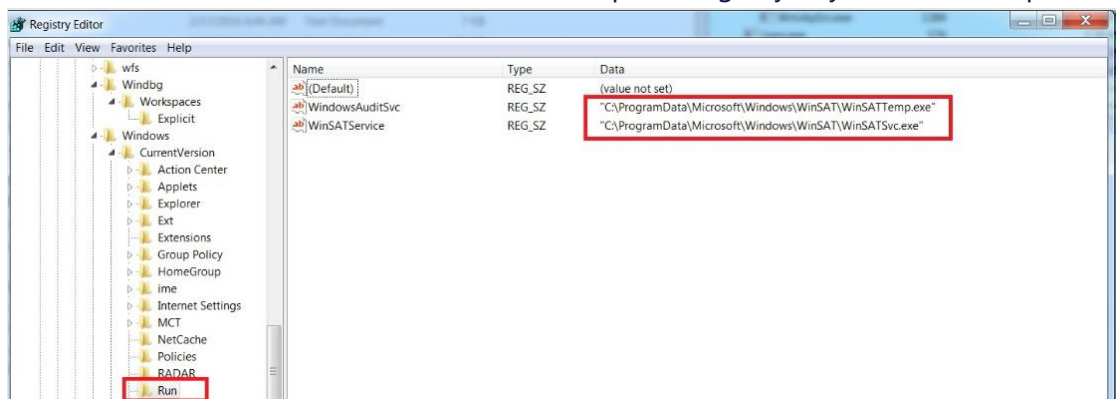 Registry Editor
File Edit View Favorites Help
wfs
Windbg
Workspaces
Explicit
Windows
CurrentVersion
Action Center
Applets
Explorer
Ext
Extensions
Group Policy
HomeGroup
ime
Internet Settings
MCT
NetCache
Policies
RADAR
Run
Name Type Data
(Default) REG_SZ (value not set)
WindowsAuditSvc REG_SZ "C:\ProgramData\Microsoft\Windows\WinSAT\WinSATTemp.exe"
WinSATService REG_SZ "C:\ProgramData\Microsoft\Windows\WinSAT\WinSATSvc.exe"